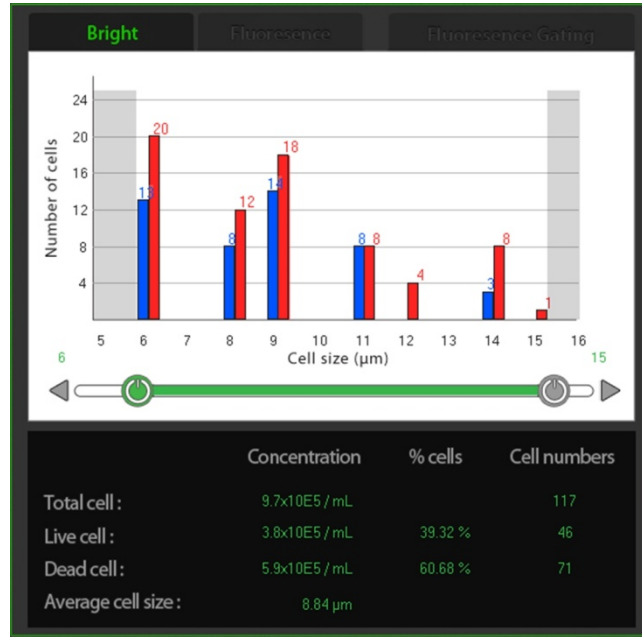 Bright Fluoresence Fluoresence Gating
Number of cells
24
20
16
12
8
4
13 20
8 12
14 18
8 8
4
3 8
1
5 6 7 8 9 10 11 12 13 14 15 16
Cell size (µm)
6 15
Concentration % cells Cell numbers
Total cell : 9.7x10E5 / mL 117
Live cell : 3.8x10E5 / mL 39.32 % 46
Dead cell : 5.9x10E5 / mL 60.68 % 71
Average cell size : 8.84 µm